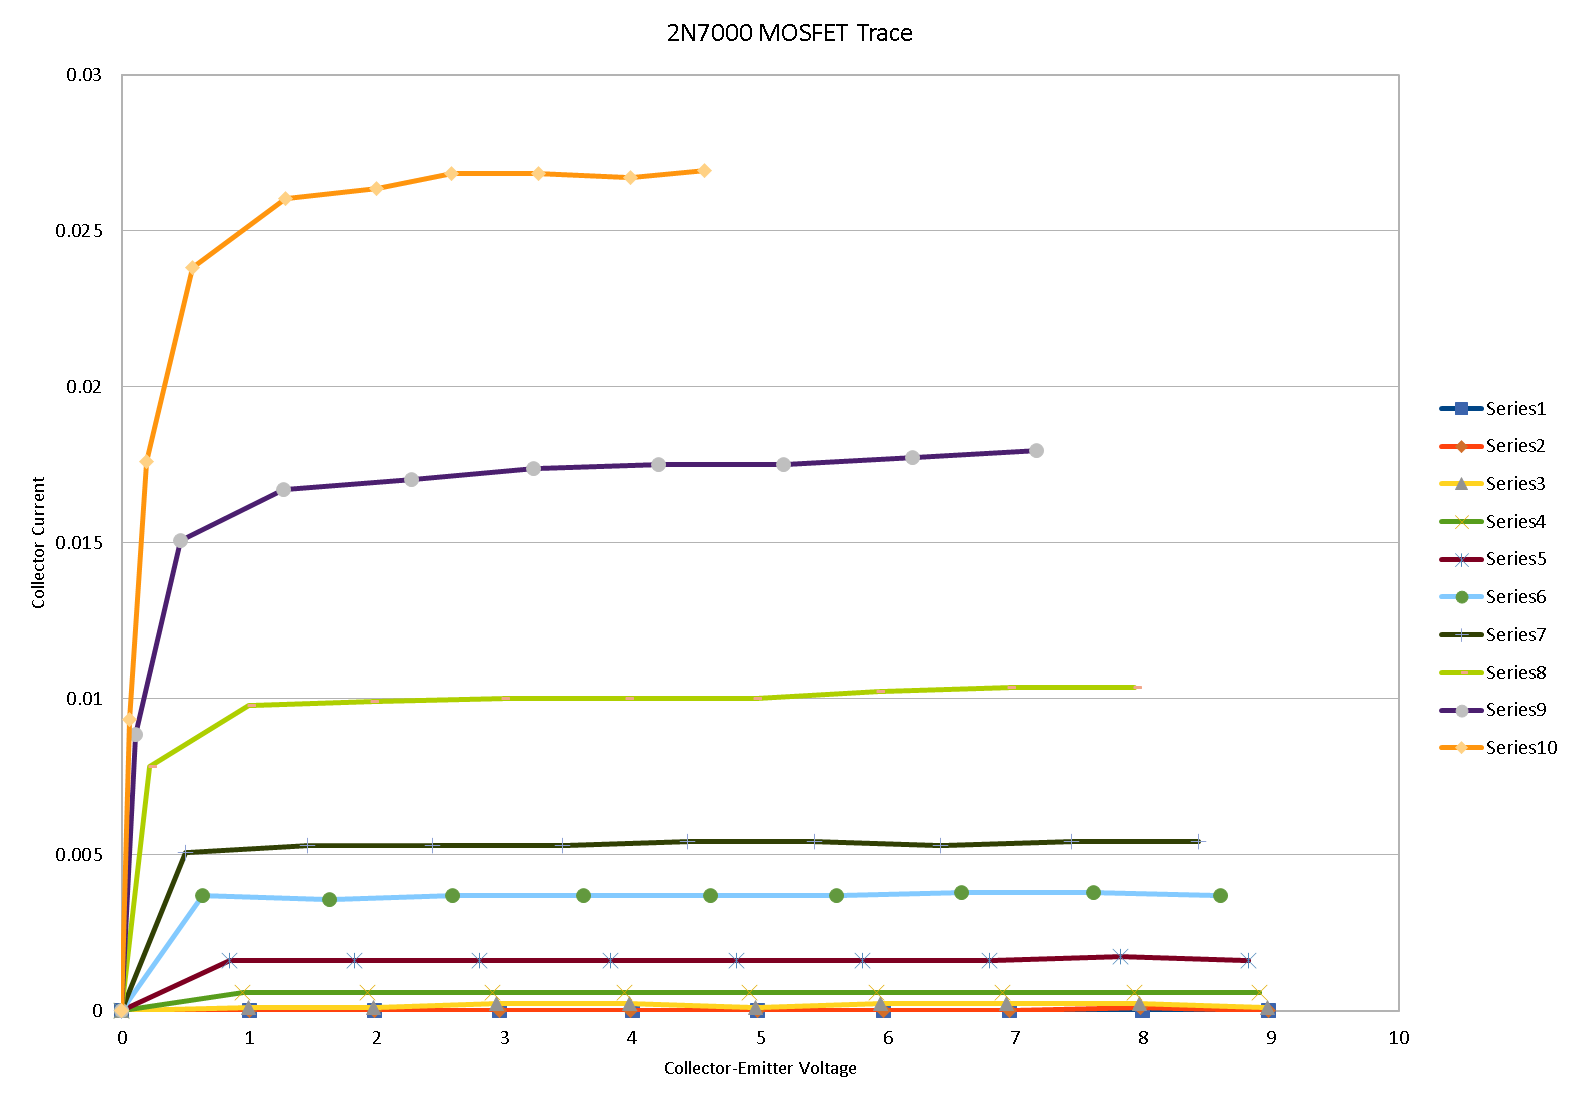 2N7000 MOSFET Trace
0.03
0.025
0.02
0.015
0.01
0.005
0
Collector Current
0 1 2 3 4 5 6 7 8 9 10
Collector-Emitter Voltage
Series1
Series2
Series3
Series4
Series5
Series6
Series7
Series8
Series9
Series10